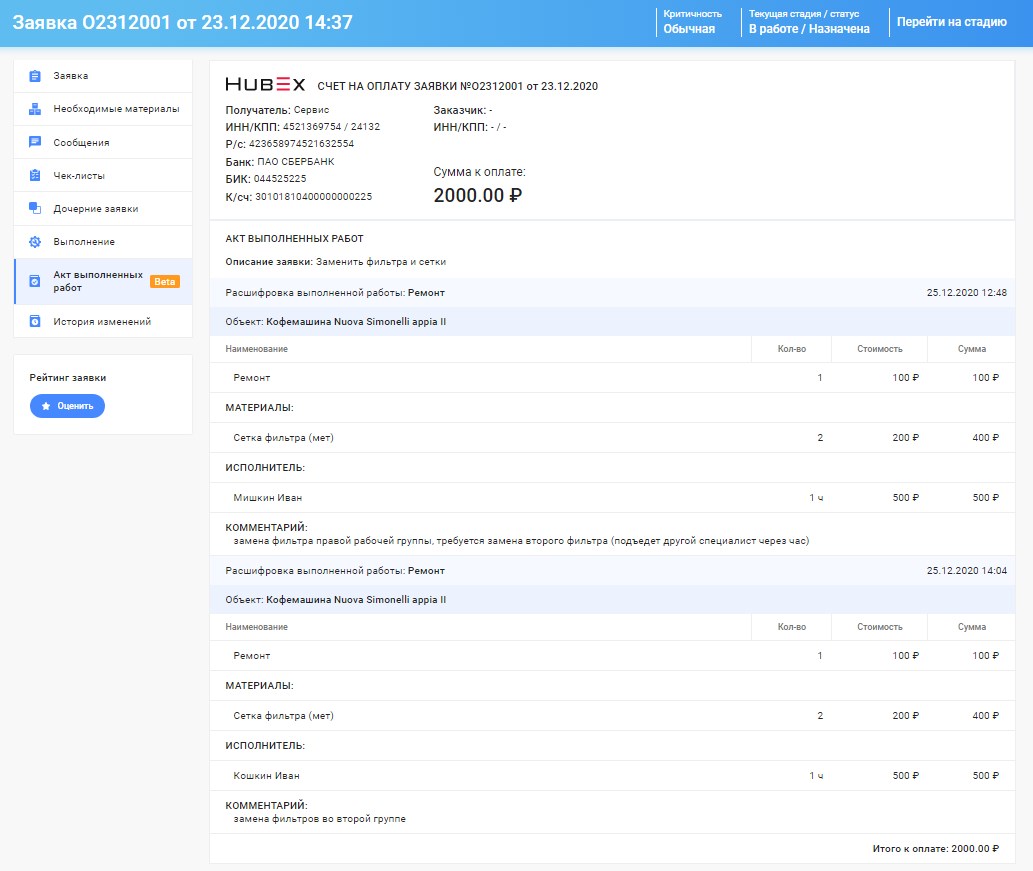 Заявка О2312001 от 23.12.2020 14:37
Критичность
Обычная
Текущая стадия / статус
В работе / Назначена
Перейти на стадию
Заявка
Необходимые материалы
Сообщения
Чек-листы
Дочерние заявки
Выполнение
Акт выполненных
работ
Beta
История изменений
Рейтинг заявки
Оценить
HUBEX СЧЕТ НА ОПЛАТУ ЗАЯВКИ №О2312001 от 23.12.2020
Получатель: Сервис
ИНН/КПП: 4521369754 / 24132
Р/с: 423658974521632554
Банк: ПАО СБЕРБАНК
БИК: 044525225
К/сч: 30101810400000000225
Заказчик: -
ИНН/КПП: - / -
Сумма к оплате:
2000.00 ₽
АКТ ВЫПОЛНЕННЫХ РАБОТ
Описание заявки: Заменить фильтра и сетки
Расшифровка выполненной работы: Ремонт 25.12.2020 12:48
Объект: Кофемашина Nuova Simonelli appia II
Наименование Кол-во Стоимость Сумма
Ремонт 1 100 ₽ 100 ₽
МАТЕРИАЛЫ:
Сетка фильтра (мет) 2 200 ₽ 400 ₽
ИСПОЛНИТЕЛЬ:
Мишкин Иван 1 ч 500 ₽ 500 ₽
КОММЕНТАРИЙ:
замена фильтра правой рабочей группы, требуется замена второго фильтра (подъедет другой специалист через час)
Расшифровка выполненной работы: Ремонт 25.12.2020 14:04
Объект: Кофемашина Nuova Simonelli appia II
Наименование Кол-во Стоимость Сумма
Ремонт 1 100 ₽ 100 ₽
МАТЕРИАЛЫ:
Сетка фильтра (мет) 2 200 ₽ 400 ₽
ИСПОЛНИТЕЛЬ:
Кошкин Иван 1 ч 500 ₽ 500 ₽
КОММЕНТАРИЙ:
замена фильтров во второй группе
Итого к оплате: 2000.00 ₽